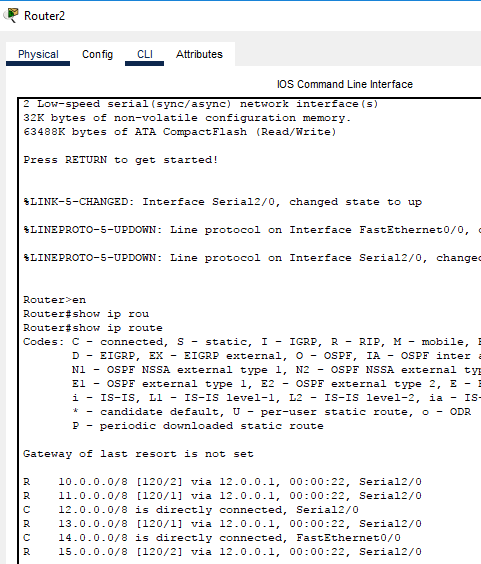 Router2
Physical Config CLI Attributes
IOS Command Line Interface
2 Low-speed serial(sync/async) network interface(s)
32K bytes of non-volatile configuration memory.
63488K bytes of ATA CompactFlash (Read/Write)
Press RETURN to get started!
%LINK-5-CHANGED: Interface Serial2/0, changed state to up
%LINEPROTO-5-UPDOWN: Line protocol on Interface FastEthernet0/0,
%LINEPROTO-5-UPDOWN: Line protocol on Interface Serial2/0, changed
Router>en
Router#show ip rou
Router#show ip route
Codes: C - connected, S - static, I - IGRP, R - RIP, M - mobile,
D - EIGRP, EX - EIGRP external, O - OSPF, IA - OSPF inter
N1 - OSPF NSSA external type 1, N2 - OSPF NSSA external
E1 - OSPF external type 1, E2 - OSPF external type 2, E -
i - IS-IS, L1 - IS-IS level-1, L2 - IS-IS level-2, ia -
* - candidate default, U - per-user static route, o - ODR
P - periodic downloaded static route
Gateway of last resort is not set
R 10.0.0.0/8 [120/2] via 12.0.0.1, 00:00:22, Serial2/0
R 11.0.0.0/8 [120/1] via 12.0.0.1, 00:00:22, Serial2/0
C 12.0.0.0/8 is directly connected, Serial2/0
R 13.0.0.0/8 [120/1] via 12.0.0.1, 00:00:22, Serial2/0
C 14.0.0.0/8 is directly connected, FastEthernet0/0
R 15.0.0.0/8 [120/2] via 12.0.0.1, 00:00:22, Serial2/0